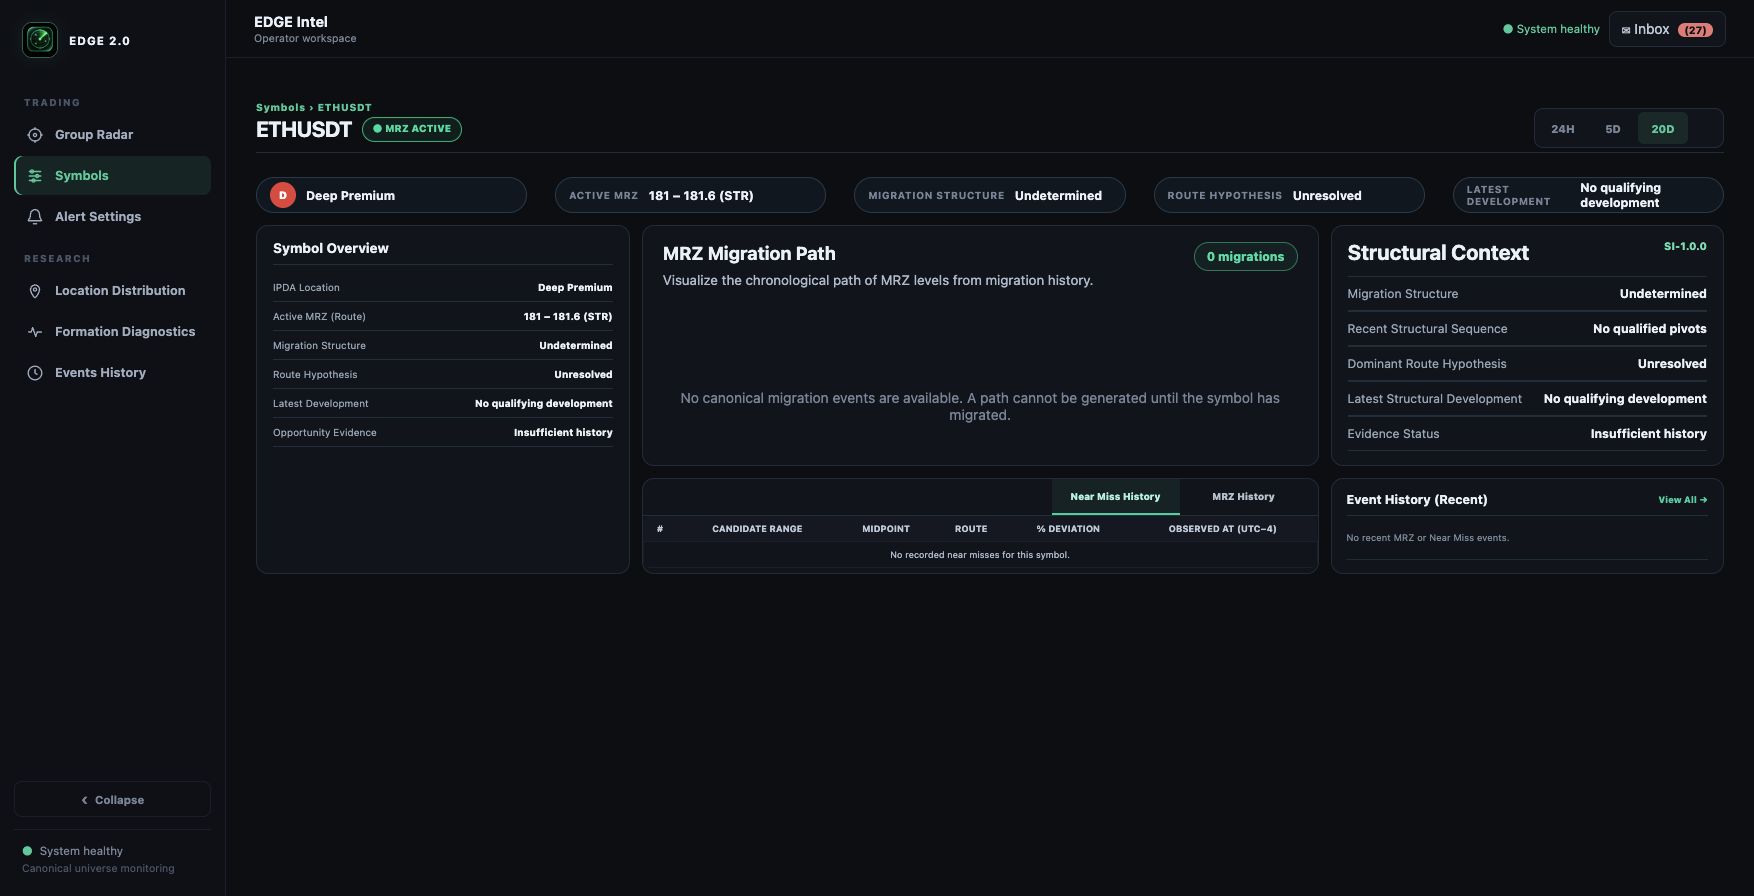 EDGE 2.0
TRADING
Group Radar
Symbols
Alert Settings
RESEARCH
Location Distribution
Formation Diagnostics
Events History
‹ Collapse
System healthy
Canonical universe monitoring
EDGE Intel
Operator workspace
System healthy
✉ Inbox (27)
Symbols › ETHUSDT
ETHUSDT MRZ ACTIVE
24H 5D 20D
D Deep Premium
ACTIVE MRZ 181 – 181.6 (STR)
MIGRATION STRUCTURE Undetermined
ROUTE HYPOTHESIS Unresolved
LATEST DEVELOPMENT
No qualifying development
Symbol Overview
IPDA Location Deep Premium
Active MRZ (Route) 181 – 181.6 (STR)
Migration Structure Undetermined
Route Hypothesis Unresolved
Latest Development No qualifying development
Opportunity Evidence Insufficient history
MRZ Migration Path
0 migrations
Visualize the chronological path of MRZ levels from migration history.
No canonical migration events are available. A path cannot be generated until the symbol has
migrated.
Near Miss History MRZ History
# CANDIDATE RANGE MIDPOINT ROUTE % DEVIATION OBSERVED AT (UTC−4)
No recorded near misses for this symbol.
Structural Context
SI-1.0.0
Migration Structure Undetermined
Recent Structural Sequence No qualified pivots
Dominant Route Hypothesis Unresolved
Latest Structural Development No qualifying development
Evidence Status Insufficient history
Event History (Recent) View All →
No recent MRZ or Near Miss events.